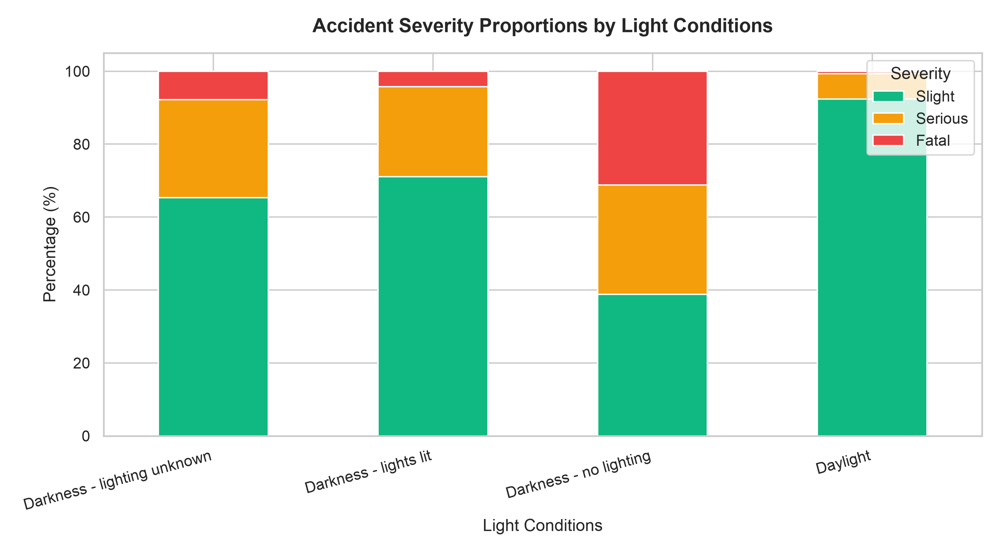 Accident Severity Proportions by Light Conditions
Percentage (%)
100
80
60
40
20
0
Severity
Slight
Serious
Fatal
Darkness - lighting unknown
Darkness - lights lit
Darkness - no lighting
Daylight
Light Conditions